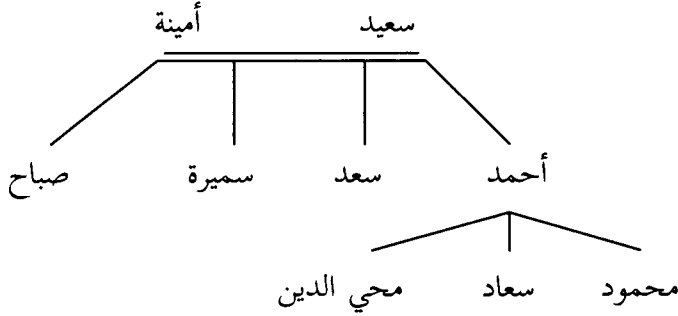 سعيد أمينة
أحمد سعد سميرة صباح
محمود سعاد محي الدين